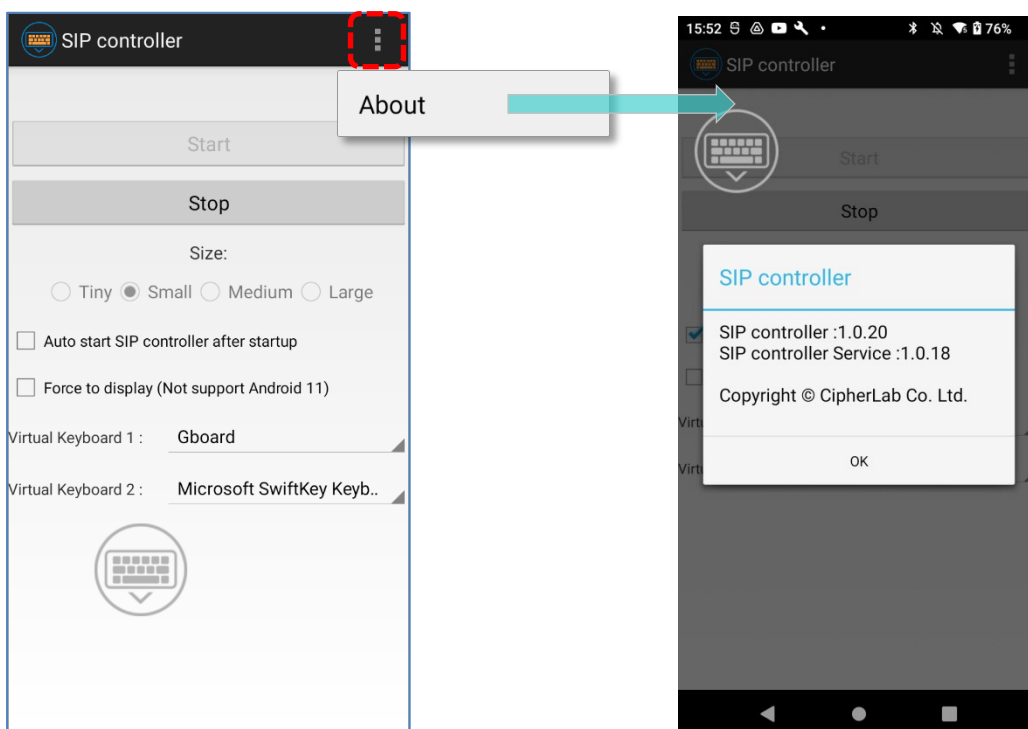 SIP controller
About
Start
Stop
Size:
Tiny Small Medium Large
Auto start SIP controller after startup
Force to display (Not support Android 11)
Virtual Keyboard 1 : Gboard
Virtual Keyboard 2 : Microsoft SwiftKey Keyb..
15:52 76%
SIP controller
Start
Stop
SIP controller
SIP controller :1.0.20
SIP controller Service :1.0.18
Copyright © CipherLab Co. Ltd.
Virtu
Virtu
OK